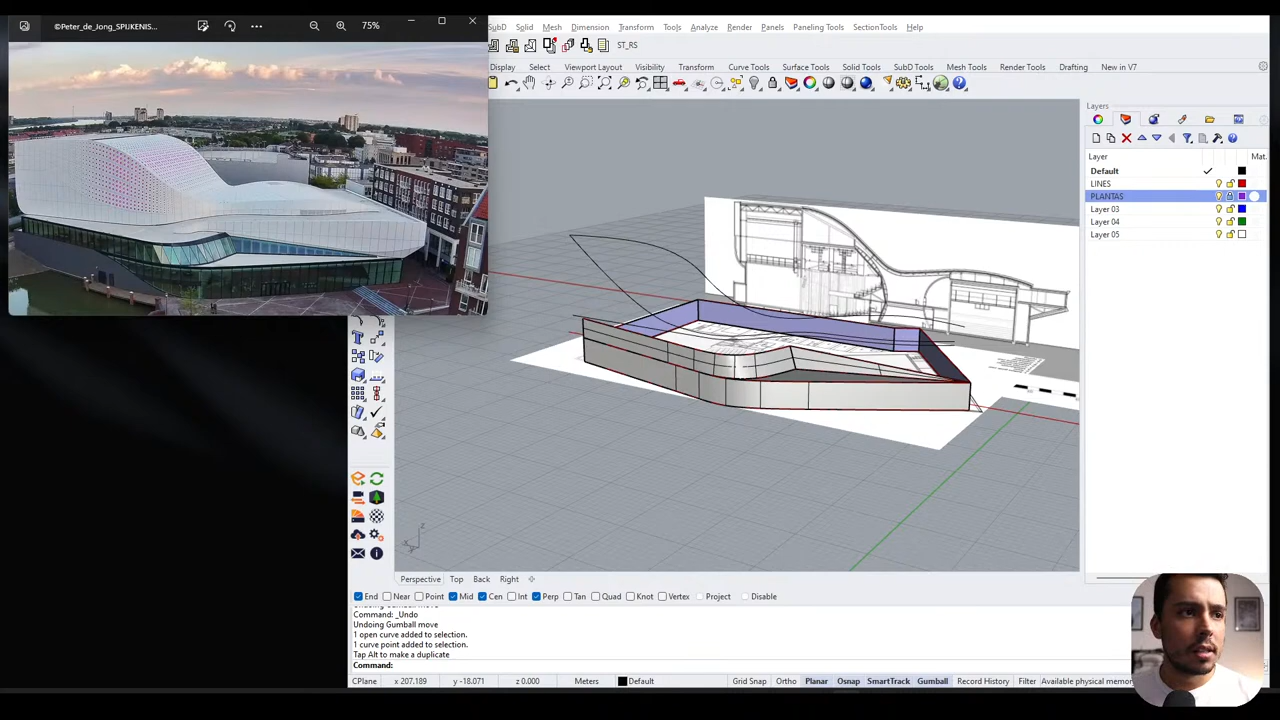 ©Peter_de_Jong_SPIJKENIS...
75%
SubD Solid Mesh Dimension Transform Tools Analyze Render Panels Paneling Tools SectionTools Help
ST_RS
Display Select Viewport Layout Visibility Transform Curve Tools Surface Tools Solid Tools SubD Tools Mesh Tools Render Tools Drafting New in V7
Layers
Layer Mat.
Default
LINES
PLANTAS
Layer 03
Layer 04
Layer 05
z
x
Perspective Top Back Right
End Near Point Mid Cen Int Perp Tan Quad Knot Vertex Project Disable
Undoing Gumball move
Command: _Undo
Undoing Gumball move
1 open curve added to selection.
1 curve point added to selection.
Tap Alt to make a duplicate
Command:
CPlane x 207.189 y -18.071 z 0.000 Meters Default Grid Snap Ortho Planar Osnap SmartTrack Gumball Record History Filter Available physical memor